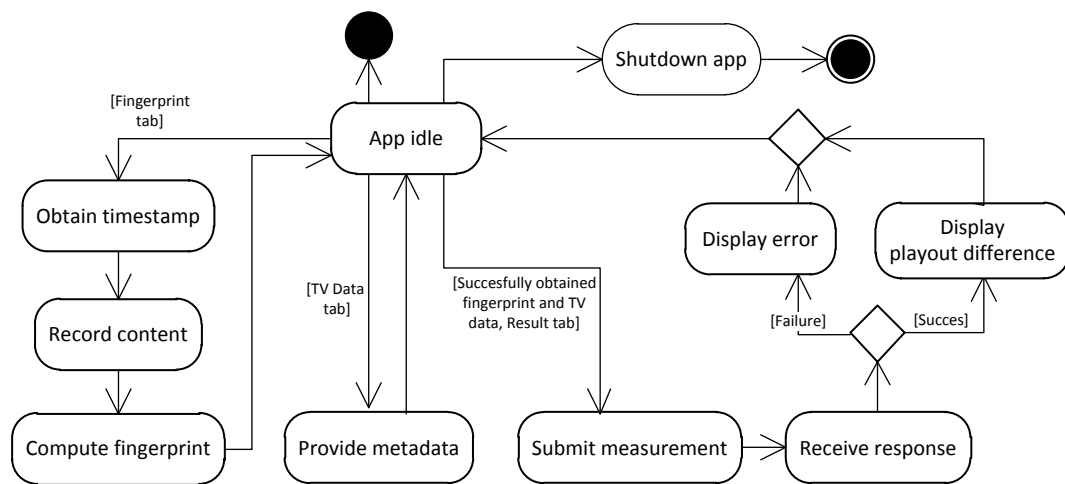 Shutdown app
[Fingerprint
tab]
App idle
Obtain timestamp
Display error
Display
playout difference
[TV Data
tab]
[Succesfully obtained
fingerprint and TV
data, Result tab]
[Failure]
[Succes]
Record content
Compute fingerprint
Provide metadata
Submit measurement
Receive response